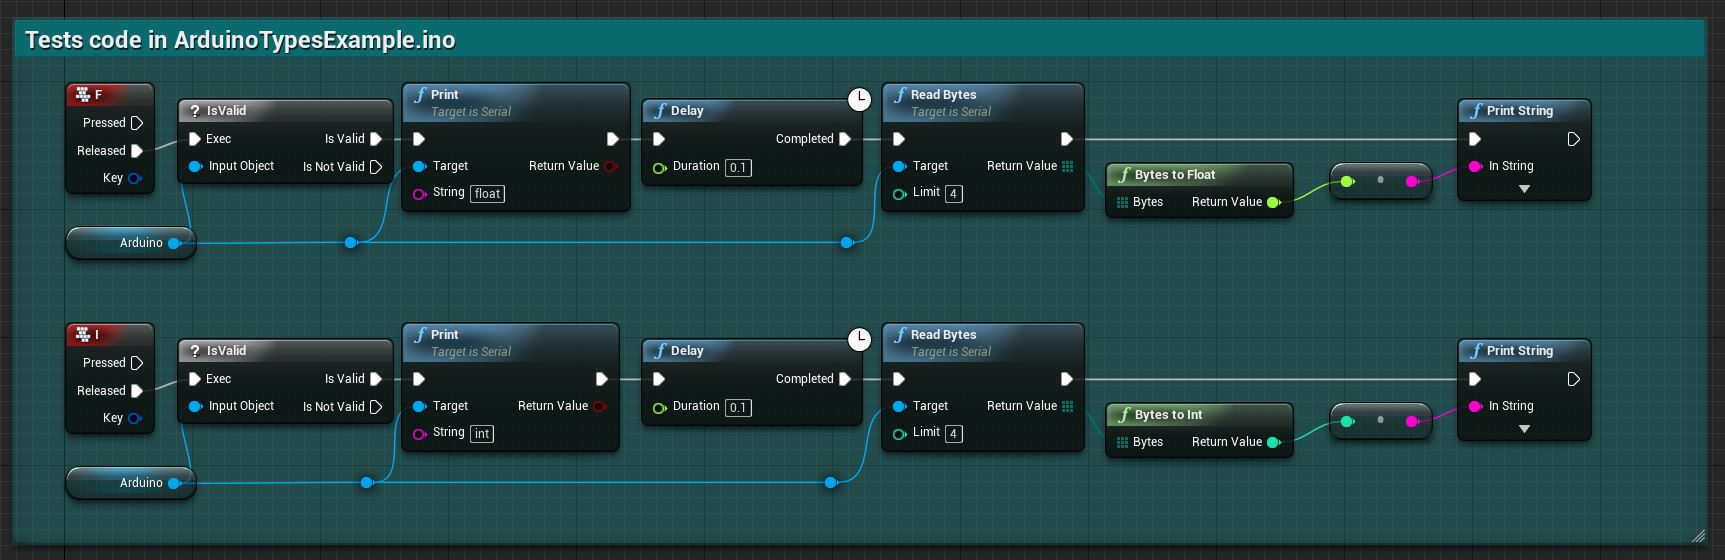 Tests code in ArduinoTypesExample.ino
F
Pressed
Released
Key
? IsValid
Exec
Is Valid
Input Object
Is Not Valid
Arduino
f Print
Target is Serial
Target
Return Value
String float
f Delay
Completed
Duration 0.1
f Read Bytes
Target is Serial
Target
Return Value
Limit 4
f Bytes to Float
Bytes
Return Value
f Print String
In String
I
Pressed
Released
Key
? IsValid
Exec
Is Valid
Input Object
Is Not Valid
Arduino
f Print
Target is Serial
Target
Return Value
String int
f Delay
Completed
Duration 0.1
f Read Bytes
Target is Serial
Target
Return Value
Limit 4
f Bytes to Int
Bytes
Return Value
f Print String
In String